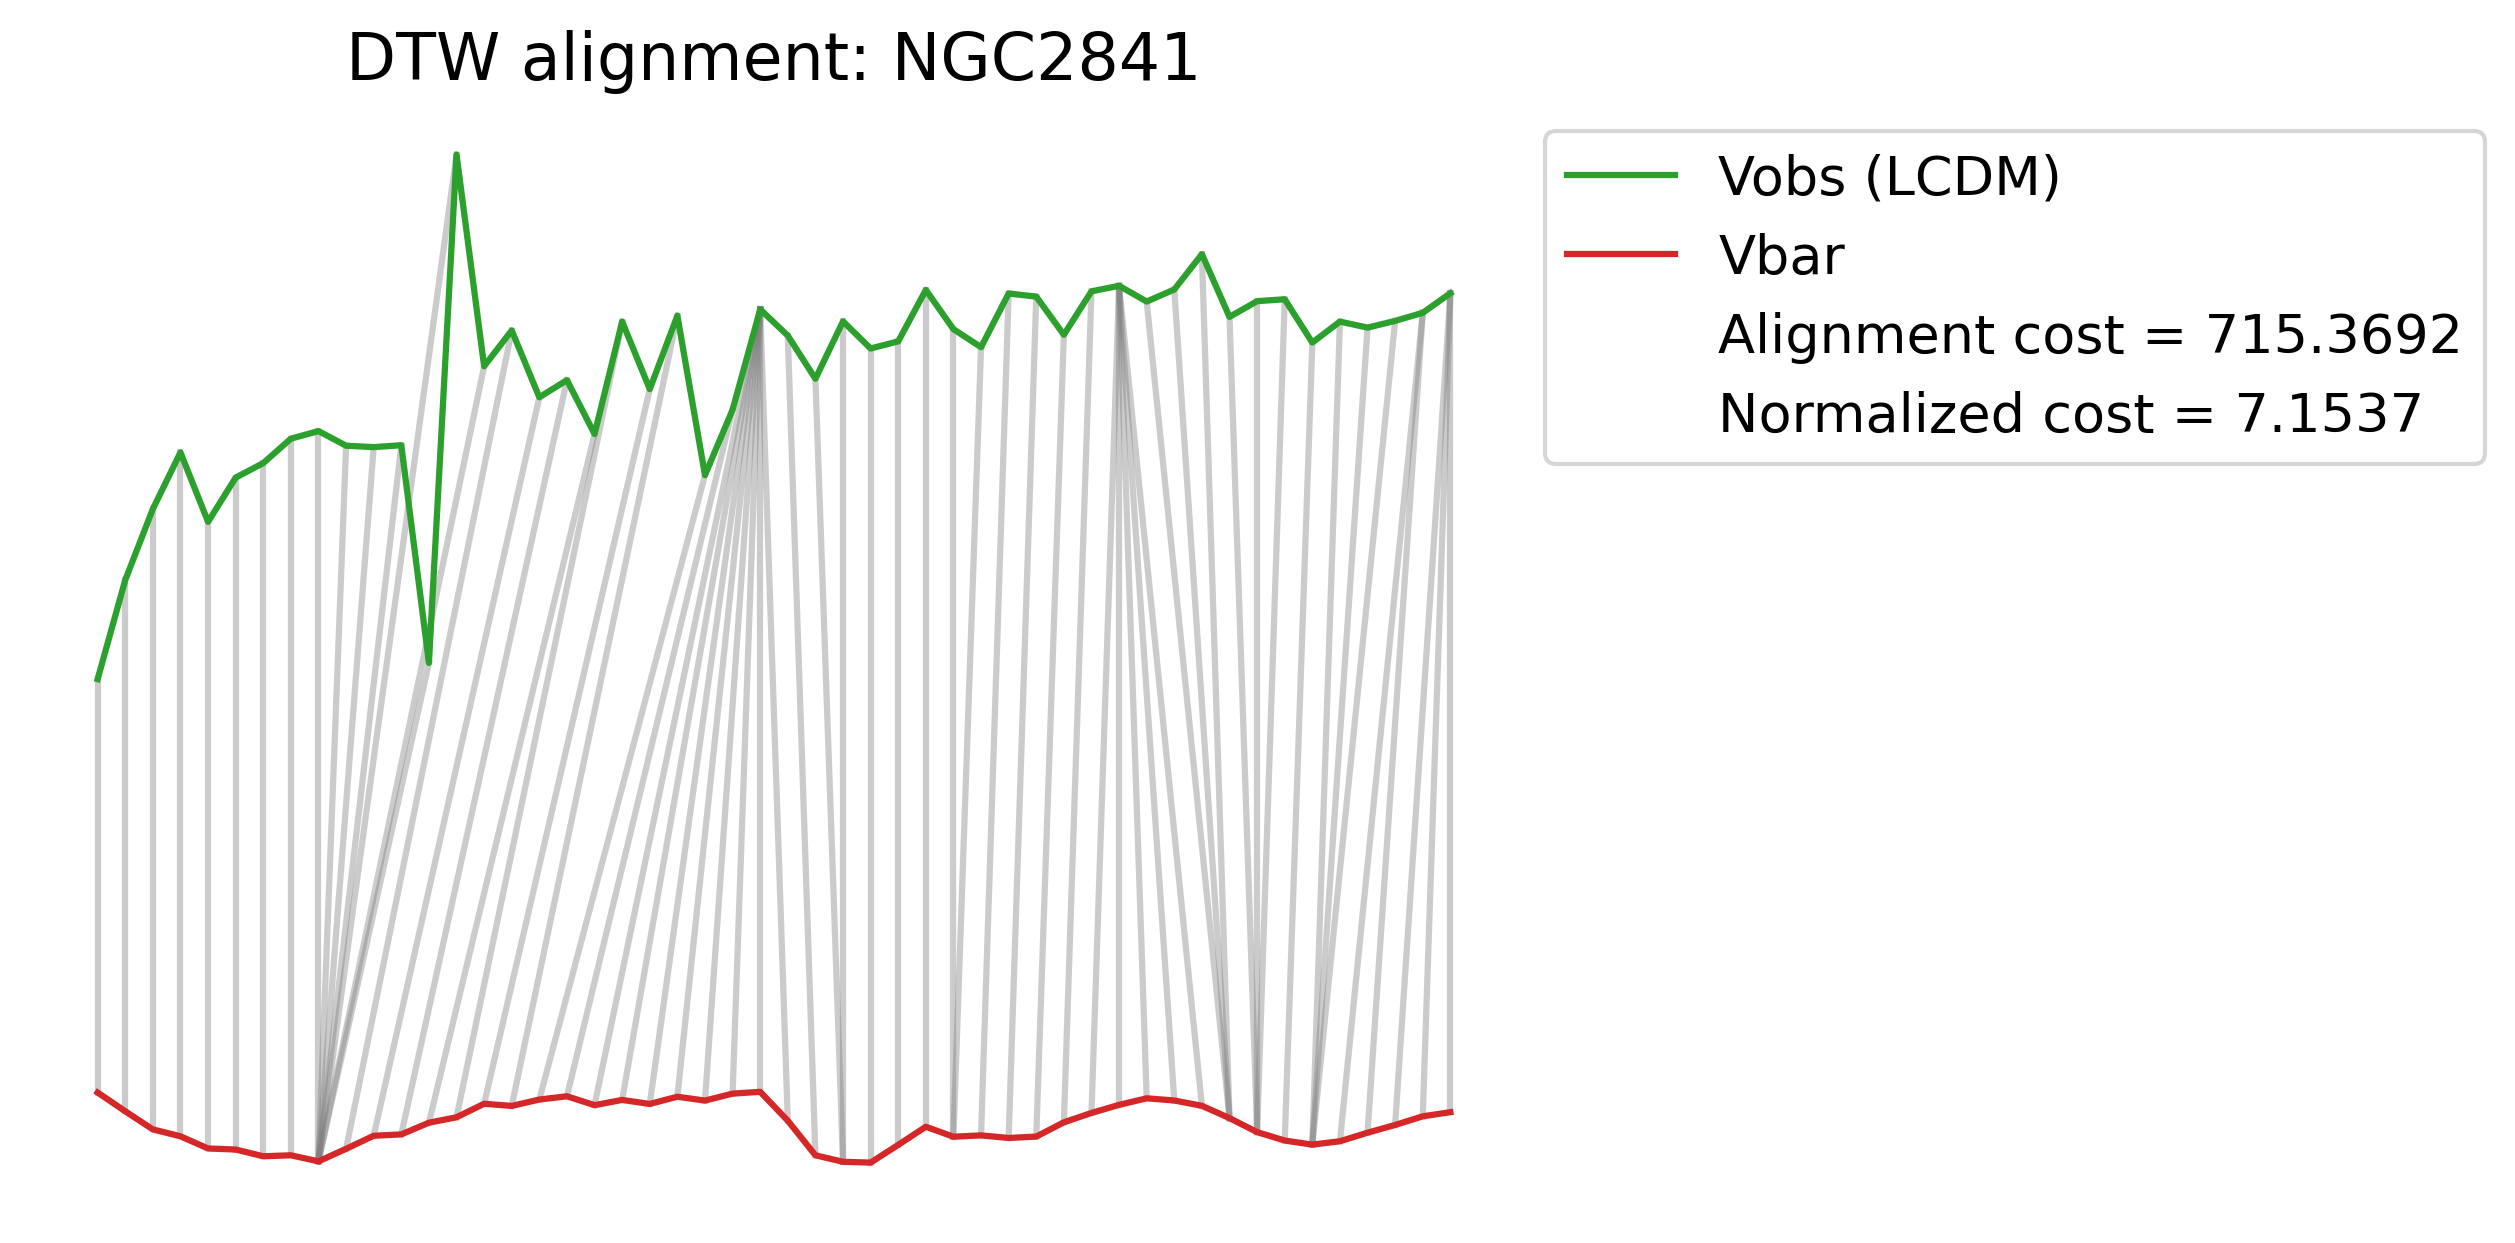 DTW alignment: NGC2841
Vobs (LCDM)
Vbar
Alignment cost = 715.3692
Normalized cost = 7.1537